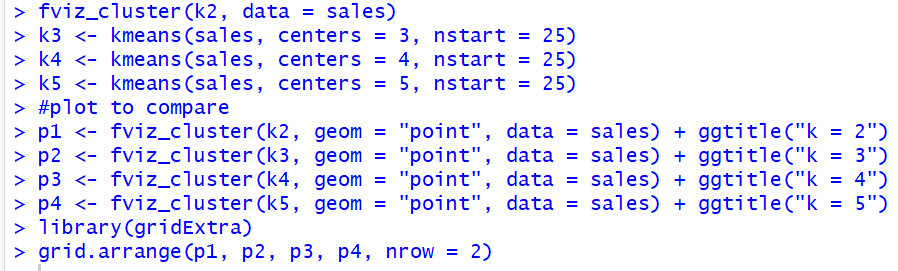 > fviz_cluster(k2, data = sales)
> k3 <- kmeans(sales, centers = 3, nstart = 25)
> k4 <- kmeans(sales, centers = 4, nstart = 25)
> k5 <- kmeans(sales, centers = 5, nstart = 25)
> #plot to compare
> p1 <- fviz_cluster(k2, geom = "point", data = sales) + ggtitle("k = 2")
> p2 <- fviz_cluster(k3, geom = "point", data = sales) + ggtitle("k = 3")
> p3 <- fviz_cluster(k4, geom = "point", data = sales) + ggtitle("k = 4")
> p4 <- fviz_cluster(k5, geom = "point", data = sales) + ggtitle("k = 5")
> library(gridExtra)
> grid.arrange(p1, p2, p3, p4, nrow = 2)